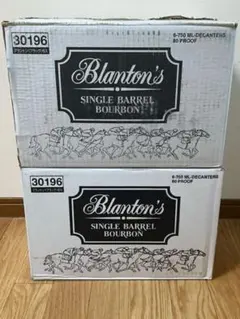 30196
6-750 ML-DECANTERS
80 PROOF
Blanton's
SINGLE BARREL
BOURBON
30196
6-750 ML-DECANTERS
80 PROOF
Blanton's
SINGLE BARREL
BOURBON